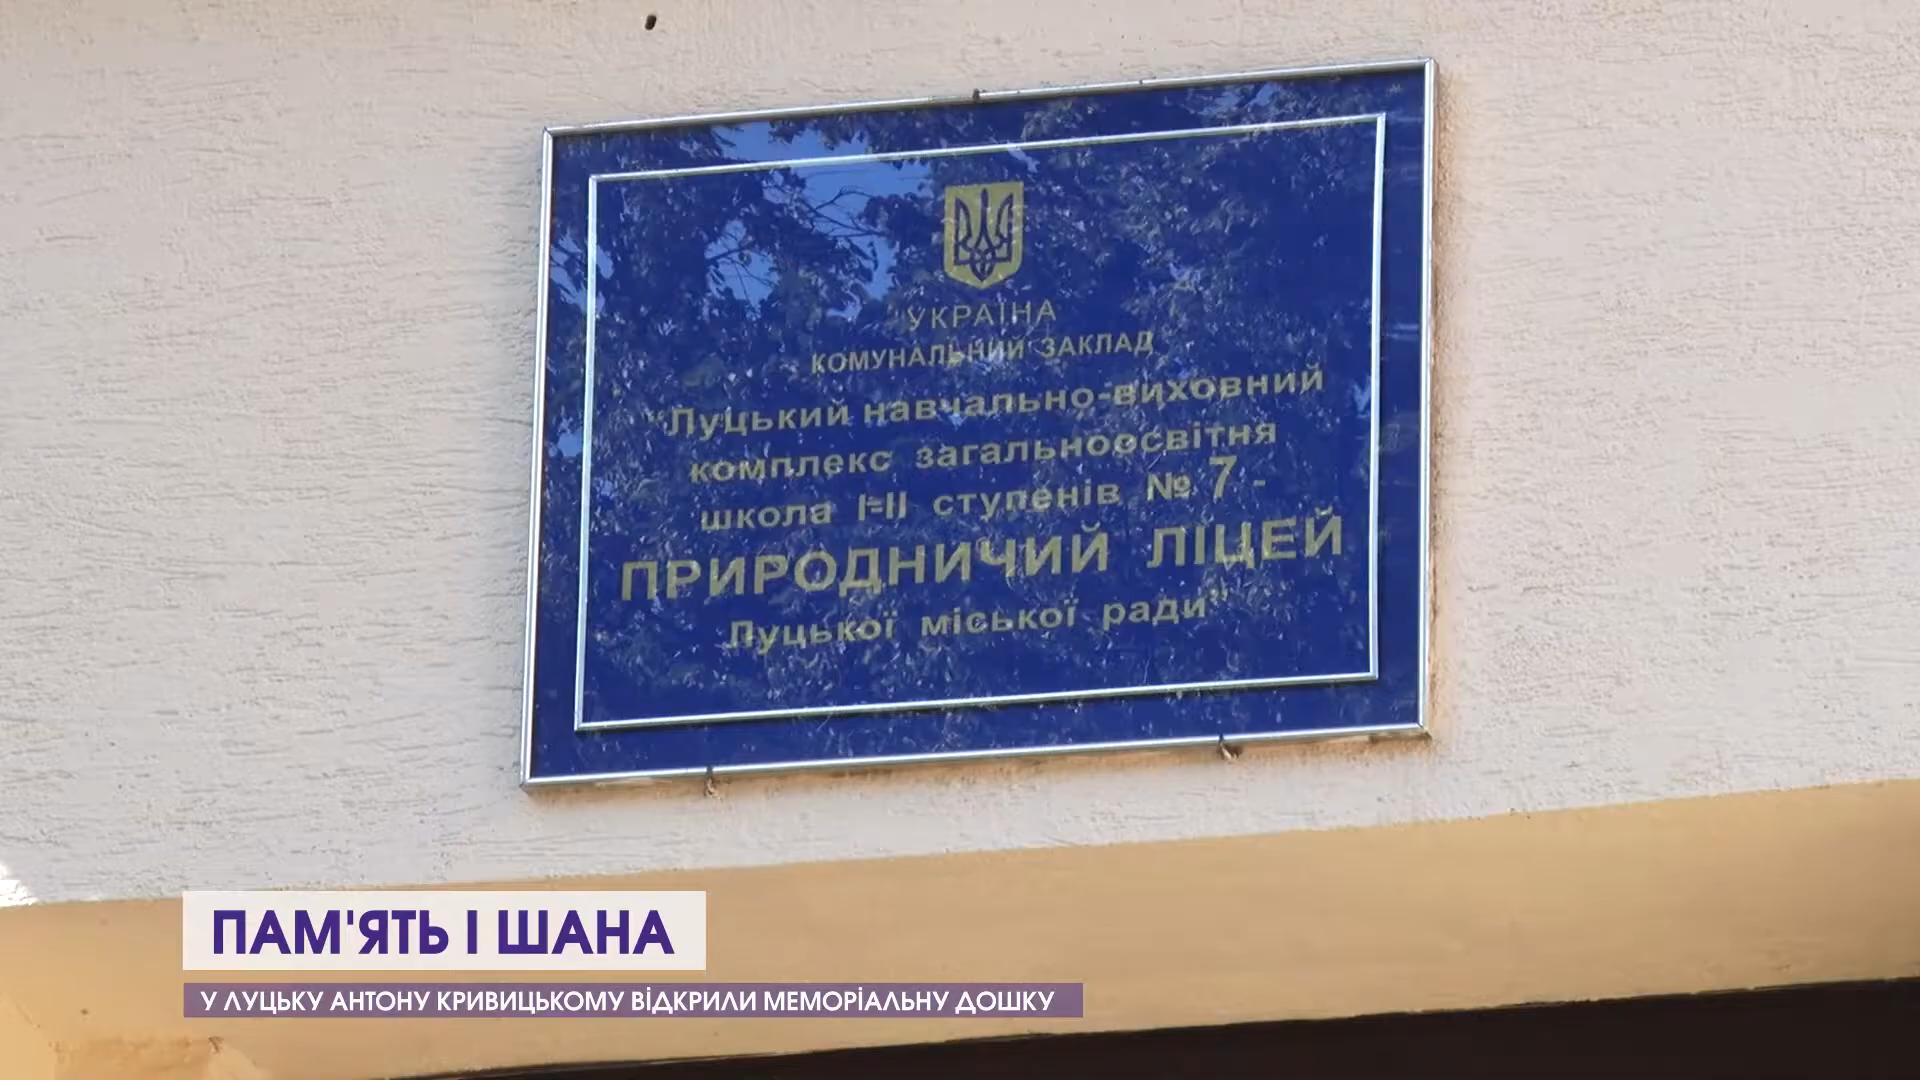 УКРАЇНА
КОМУНАЛЬНИЙ ЗАКЛАД
"Луцький навчально-виховний
комплекс загальноосвітня
школа І-ІІ ступенів № 7 -
ПРИРОДНИЧИЙ ЛІЦЕЙ
Луцької міської ради"
ПАМ'ЯТЬ І ШАНА
У ЛУЦЬКУ АНТОНУ КРИВИЦЬКОМУ ВІДКРИЛИ МЕМОРІАЛЬНУ ДОШКУ